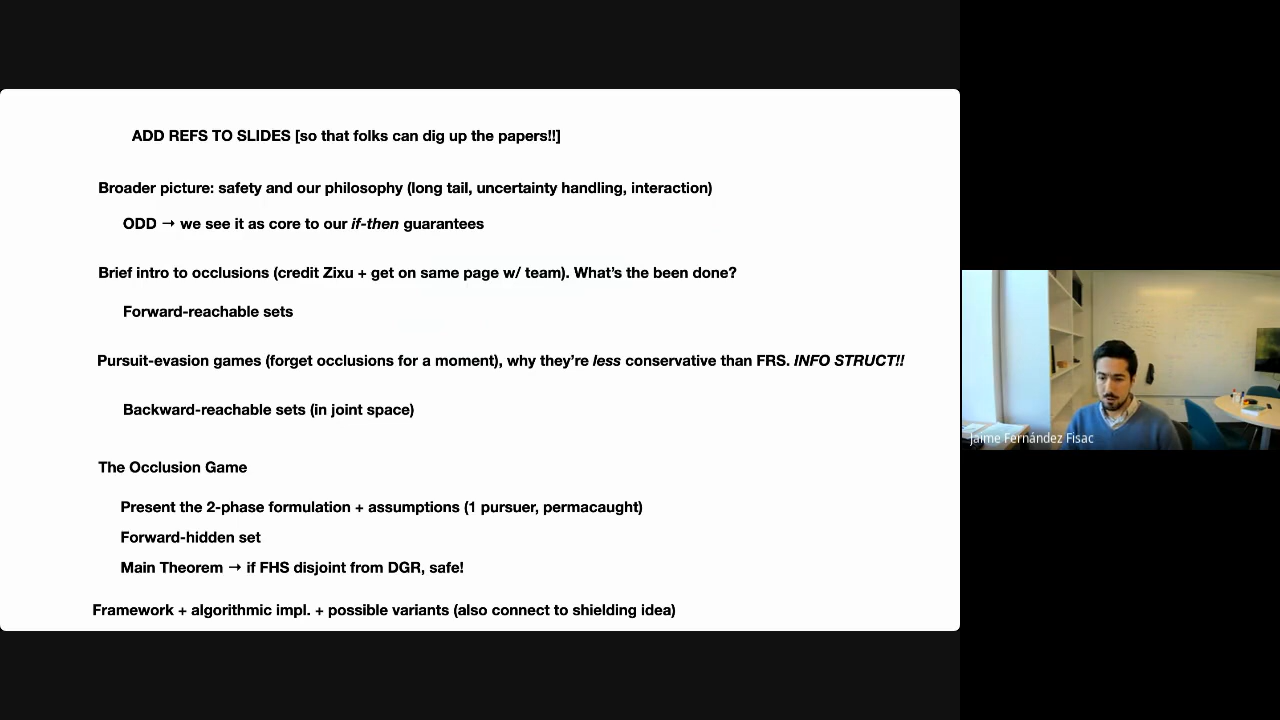 ADD REFS TO SLIDES [so that folks can dig up the papers!!]
Broader picture: safety and our philosophy (long tail, uncertainty handling, interaction)
ODD → we see it as core to our if-then guarantees
Brief intro to occlusions (credit Zixu + get on same page w/ team). What's the been done?
Forward-reachable sets
Pursuit-evasion games (forget occlusions for a moment), why they're less conservative than FRS. INFO STRUCT!!
Backward-reachable sets (in joint space)
The Occlusion Game
Present the 2-phase formulation + assumptions (1 pursuer, permacaught)
Forward-hidden set
Main Theorem → if FHS disjoint from DGR, safe!
Framework + algorithmic impl. + possible variants (also connect to shielding idea)
Jaime Fernández Fisac